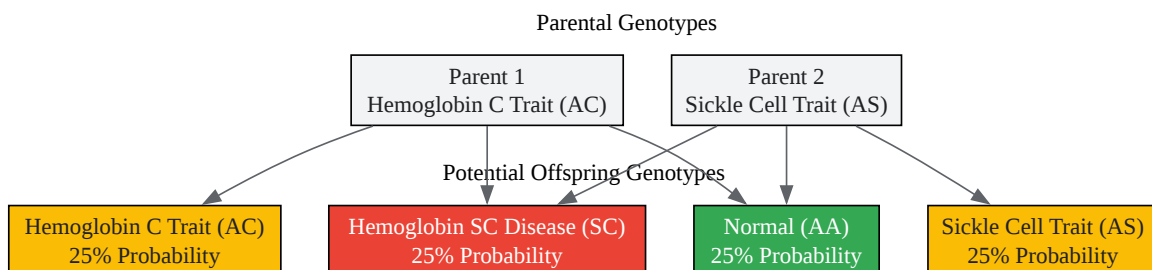 Parental Genotypes
Parent 1
Hemoglobin C Trait (AC)
Parent 2
Sickle Cell Trait (AS)
Potential Offspring Genotypes
Hemoglobin C Trait (AC)
25% Probability
Hemoglobin SC Disease (SC)
25% Probability
Normal (AA)
25% Probability
Sickle Cell Trait (AS)
25% Probability